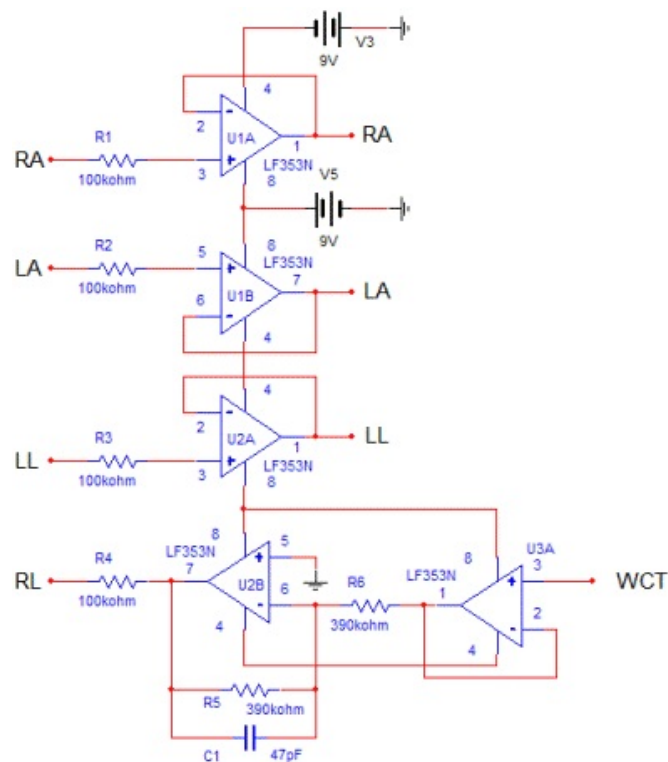 V3
9V
4
2
U1A
RA
R1
1
RA
3
LF353N
100kohm
8
V5
9V
R2
5
8
LF353N
LA
7
100kohm
U1B
LA
6
4
4
2
R3
U2A
1
LL
LL
3
LF353N
100kohm
8
8
5
U3A
R4
LF353N
8
3
7
LF353N
RL
U2B
6
R6
1
WCT
100kohm
2
4
390kohm
4
R5
390kohm
C1
47pF